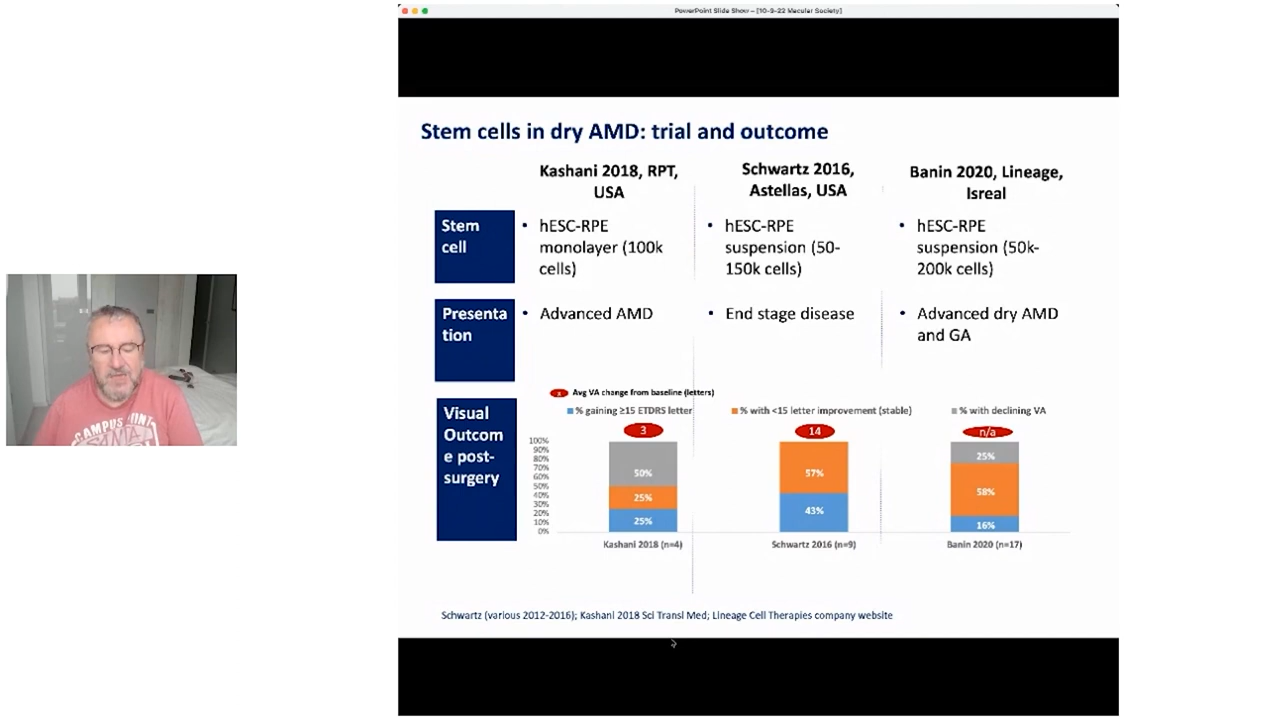 PowerPoint Slide Show – [10-9-22 Macular Society]
Stem cells in dry AMD: trial and outcome
Kashani 2018, RPT,
USA
Schwartz 2016,
Astellas, USA
Banin 2020, Lineage,
Isreal
Stem
cell
• hESC-RPE
monolayer (100k
cells)
• hESC-RPE
suspension (50-
150k cells)
• hESC-RPE
suspension (50k-
200k cells)
Presenta
tion
• Advanced AMD
• End stage disease
• Advanced dry AMD
and GA
Visual
Outcom
e post-
surgery
Avg VA change from baseline (letters)
% gaining ≥15 ETDRS letter
% with <15 letter improvement (stable)
% with declining VA
3
14
n/a
100%
90%
80%
70%
60%
50%
40%
30%
20%
10%
0%
50%
25%
25%
57%
43%
25%
58%
16%
Kashani 2018 (n=4)
Schwartz 2016 (n=9)
Banin 2020 (n=17)
Schwartz (various 2012-2016); Kashani 2018 Sci Transl Med; Lineage Cell Therapies company website
CAMPUS POINT